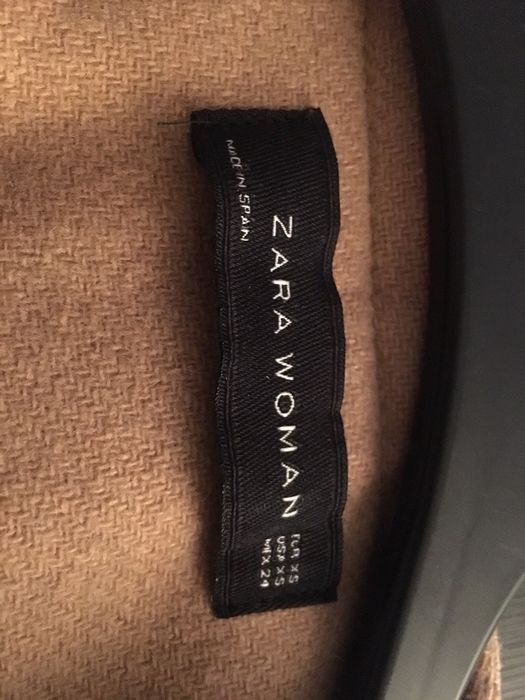 ZARA WOMAN
MADE IN SPAIN
EUR XS
USA XS
MEX 24